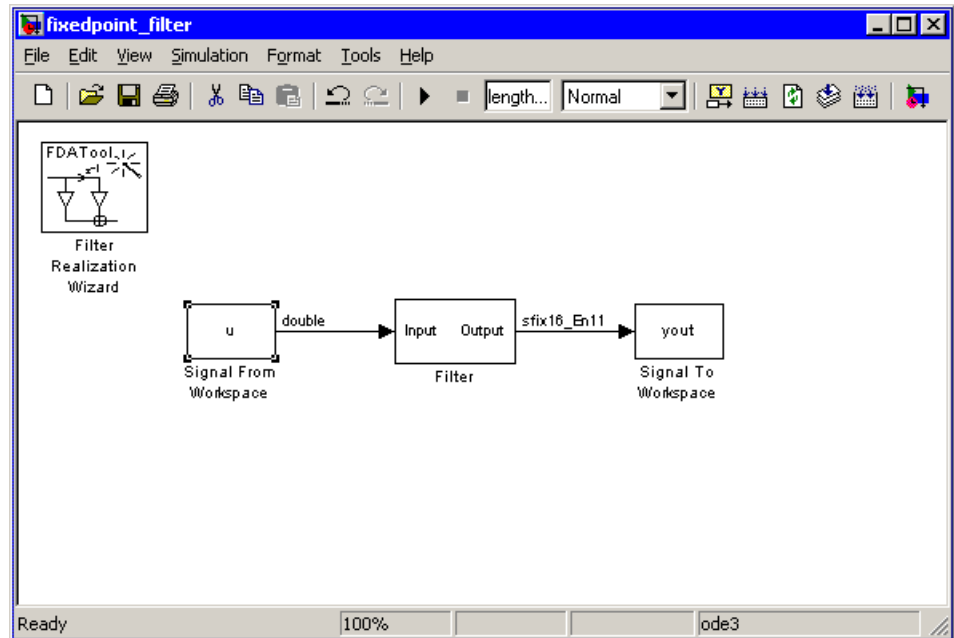 fixedpoint_filter
File Edit View Simulation Format Tools Help
length... Normal
FDATool
z-1
Filter
Realization
Wizard
u
double
Input Output
sfix16_En11
yout
Signal From
Workspace
Filter
Signal To
Workspace
Ready 100% ode3